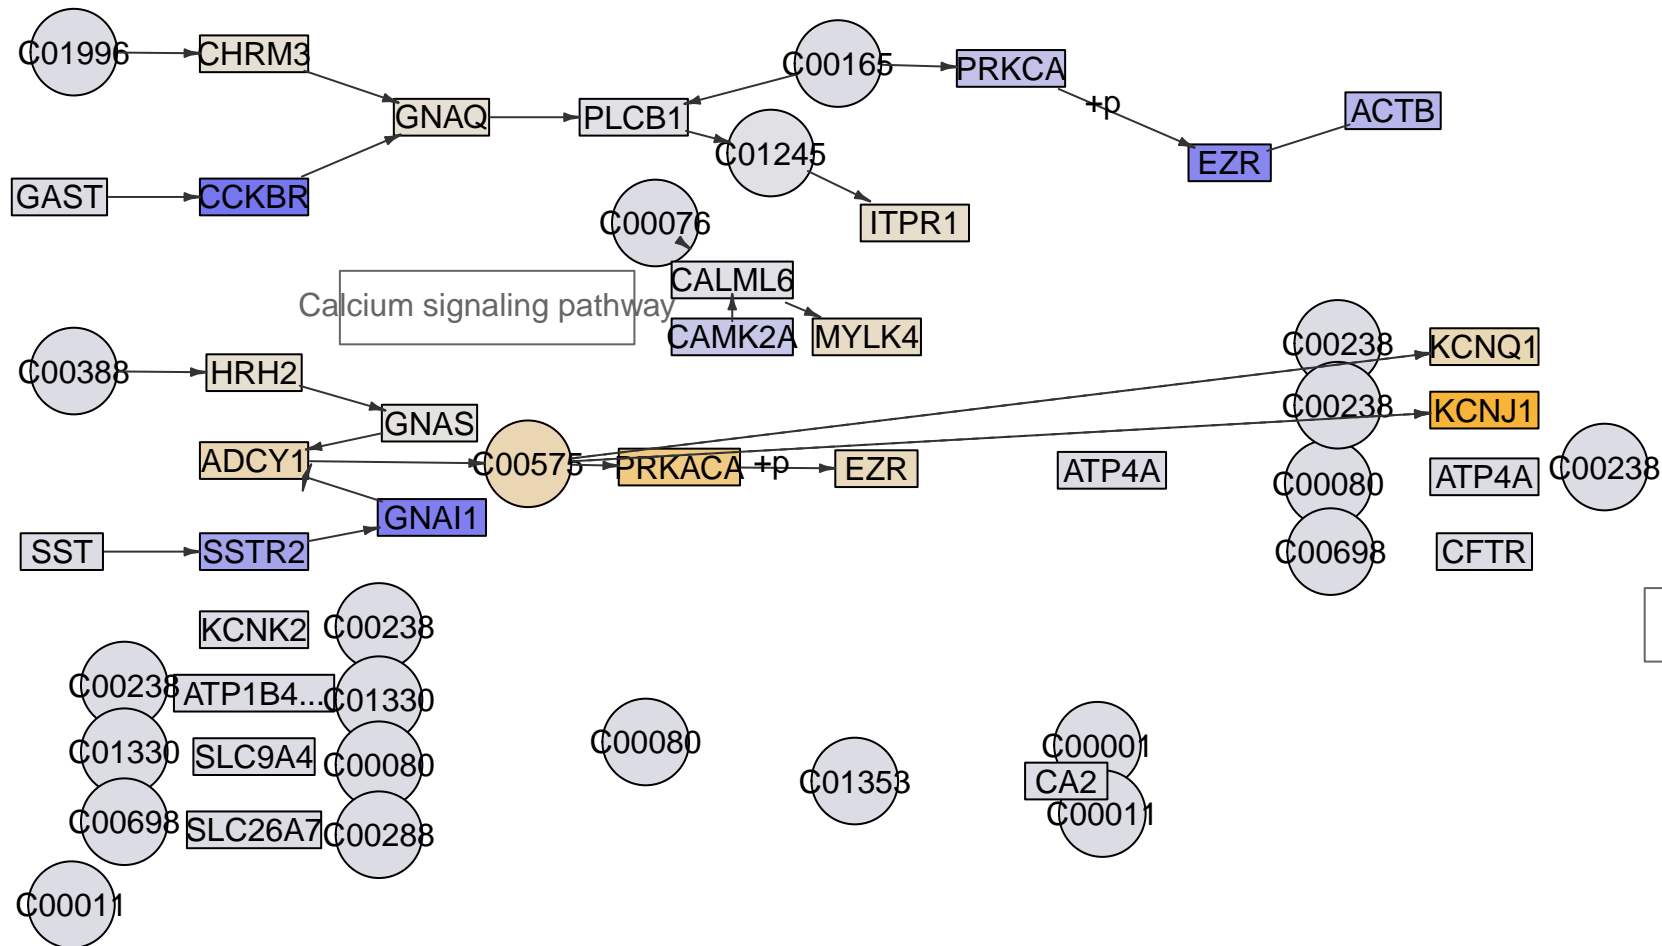 C01996
CHRM3
C00165
PRKCA
+p
ACTB
GNAQ
PLCB1
C01245
EZR
GAST
CCKBR
C00076
ITPR1
CALML6
Calcium signaling pathway
CAMK2A
MYLK4
C00238
KCNQ1
C00388
HRH2
C00238
KCNJ1
GNAS
ADCY1
C00575
PRKACA
+p
EZR
ATP4A
C00080
ATP4A
C00238
GNAI1
SST
SSTR2
C00698
CFTR
KCNK2
C00238
C00238
ATP1B4...
C01330
C01330
SLC9A4
C00080
C00080
C01353
C00001
CA2
C00011
C00698
SLC26A7
C00288
C00011